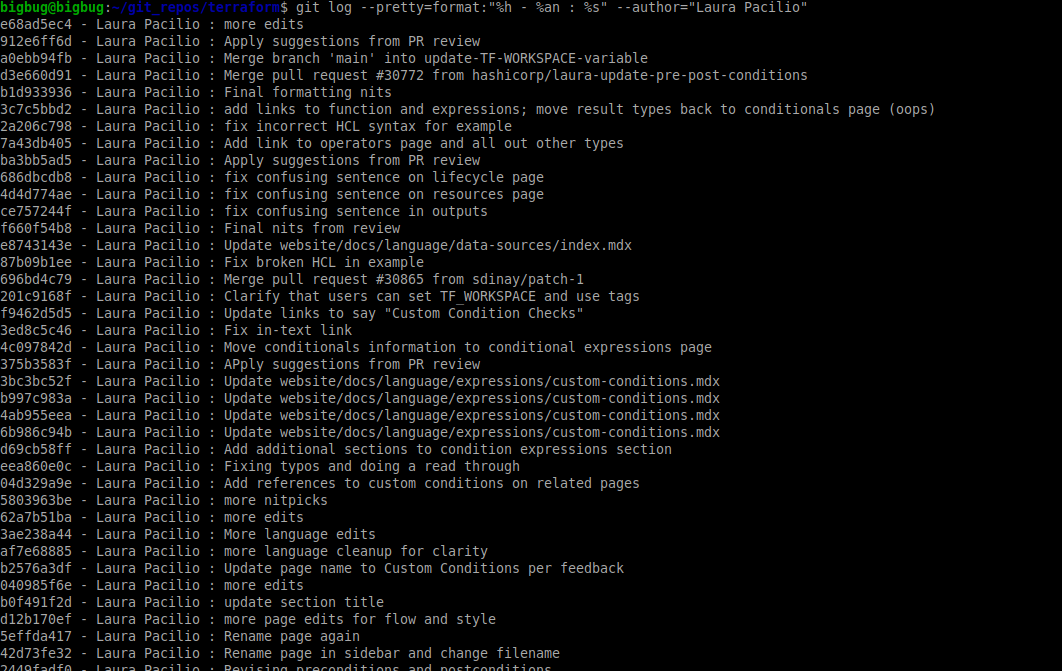 bigbug@bigbug:~/git_repos/terraform$ git log --pretty=format:"%h - %an : %s" --author="Laura Pacilio"
e68ad5ec4 - Laura Pacilio : more edits
912e6ff6d - Laura Pacilio : Apply suggestions from PR review
a0ebb94fb - Laura Pacilio : Merge branch 'main' into update-TF-WORKSPACE-variable
d3e660d91 - Laura Pacilio : Merge pull request #30772 from hashicorp/laura-update-pre-post-conditions
b1d933936 - Laura Pacilio : Final formatting nits
3c7c5bbd2 - Laura Pacilio : add links to function and expressions; move result types back to conditionals page (oops)
2a206c798 - Laura Pacilio : fix incorrect HCL syntax for example
7a43db405 - Laura Pacilio : Add link to operators page and all out other types
ba3bb5ad5 - Laura Pacilio : Apply suggestions from PR review
686dbcdb8 - Laura Pacilio : fix confusing sentence on lifecycle page
4d4d774ae - Laura Pacilio : fix confusing sentence on resources page
ce757244f - Laura Pacilio : fix confusing sentence in outputs
f660f54b8 - Laura Pacilio : Final nits from review
e8743143e - Laura Pacilio : Update website/docs/language/data-sources/index.mdx
87b09b1ee - Laura Pacilio : Fix broken HCL in example
696bd4c79 - Laura Pacilio : Merge pull request #30865 from sdinay/patch-1
201c9168f - Laura Pacilio : Clarify that users can set TF_WORKSPACE and use tags
f9462d5d5 - Laura Pacilio : Update links to say "Custom Condition Checks"
3ed8c5c46 - Laura Pacilio : Fix in-text link
4c097842d - Laura Pacilio : Move conditionals information to conditional expressions page
375b3583f - Laura Pacilio : APply suggestions from PR review
3bc3bc52f - Laura Pacilio : Update website/docs/language/expressions/custom-conditions.mdx
b997c983a - Laura Pacilio : Update website/docs/language/expressions/custom-conditions.mdx
4ab955eea - Laura Pacilio : Update website/docs/language/expressions/custom-conditions.mdx
6b986c94b - Laura Pacilio : Update website/docs/language/expressions/custom-conditions.mdx
d69cb58ff - Laura Pacilio : Add additional sections to condition expressions section
eea860e0c - Laura Pacilio : Fixing typos and doing a read through
04d329a9e - Laura Pacilio : Add references to custom conditions on related pages
5803963be - Laura Pacilio : more nitpicks
62a7b51ba - Laura Pacilio : more edits
3ae238a44 - Laura Pacilio : More language edits
af7e68885 - Laura Pacilio : more language cleanup for clarity
b2576a3df - Laura Pacilio : Update page name to Custom Conditions per feedback
040985f6e - Laura Pacilio : more edits
b0f491f2d - Laura Pacilio : update section title
d12b170ef - Laura Pacilio : more page edits for flow and style
5effda417 - Laura Pacilio : Rename page again
42d73fe32 - Laura Pacilio : Rename page in sidebar and change filename
2449fadf0 - Laura Pacilio : Revising preconditions and postconditions